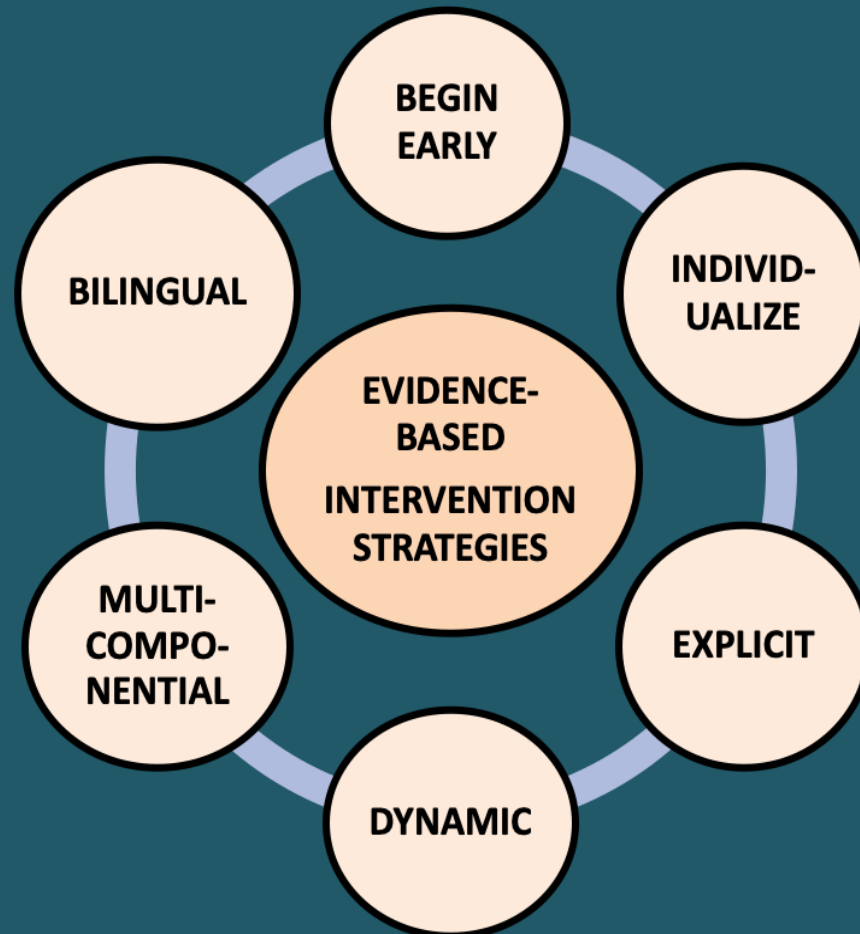 BEGIN
EARLY
INDIVID-
UALIZE
EXPLICIT
DYNAMIC
MULTI-
COMPO-
NENTIAL
BILINGUAL
EVIDENCE-
BASED
INTERVENTION
STRATEGIES